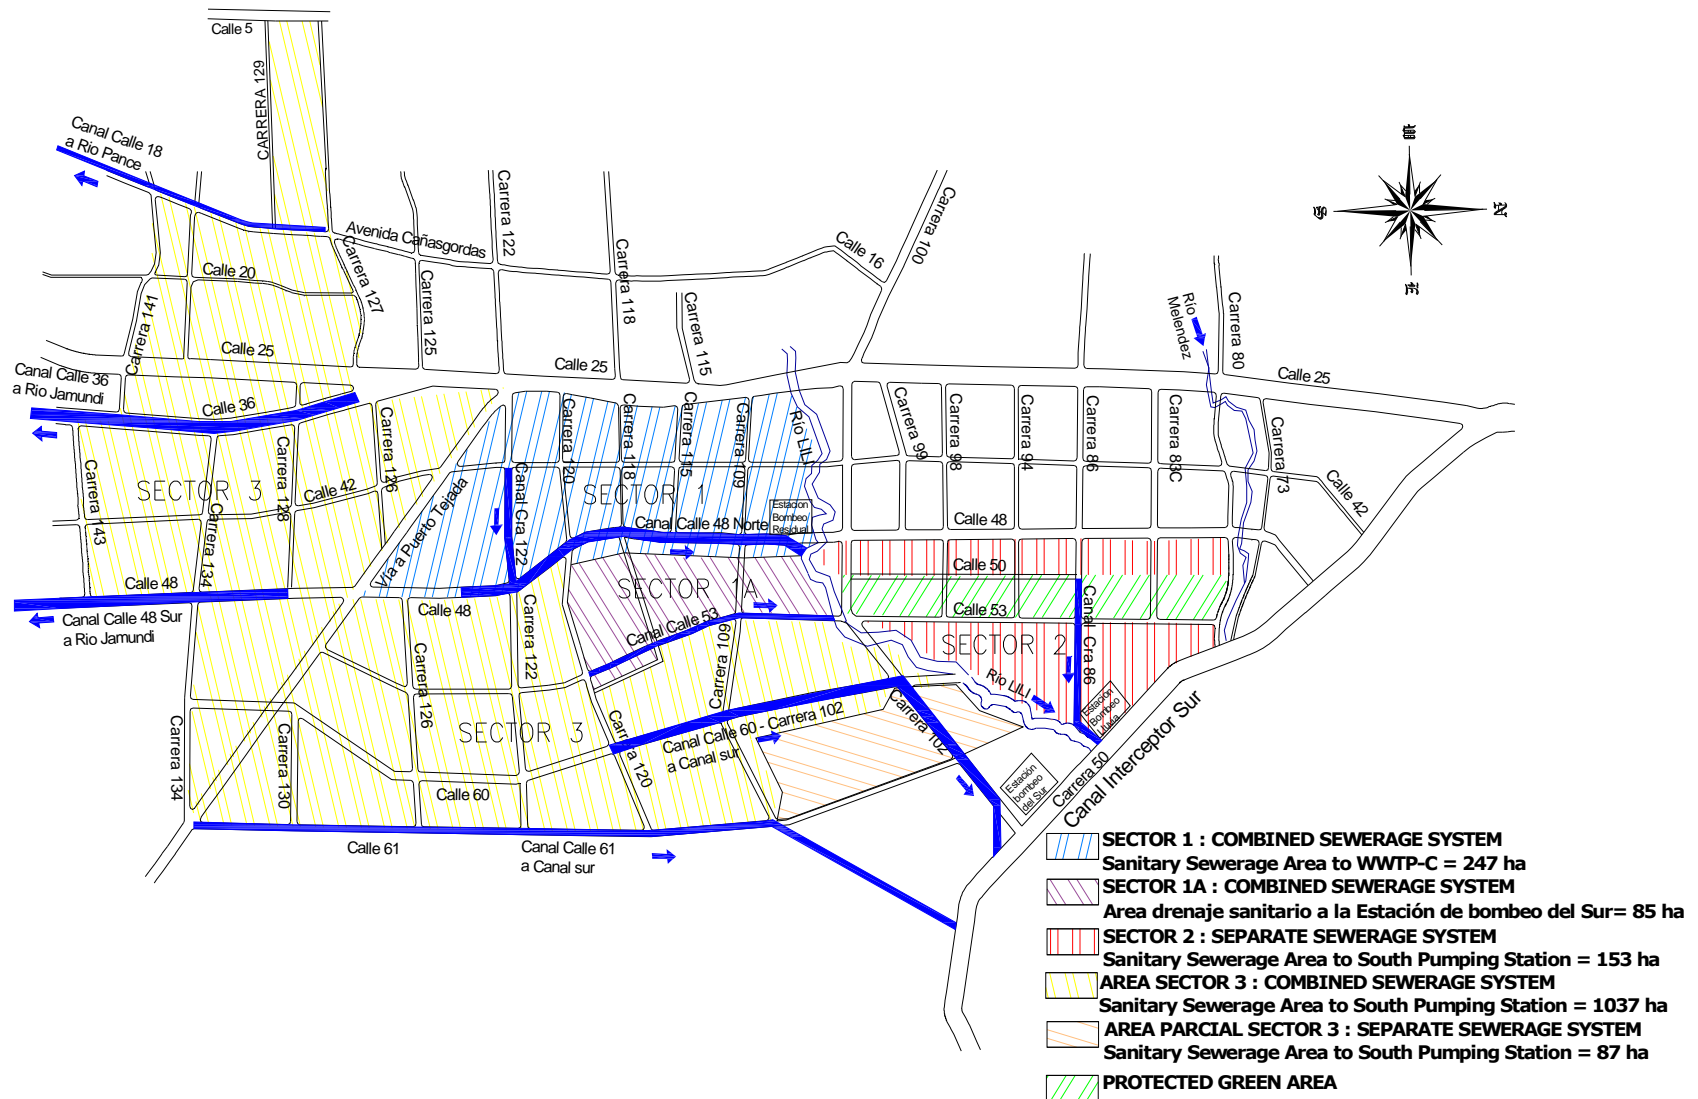 Calle 5
CARRERA 129
Canal Calle 18
a Rio Pance
Avenida Cañasgordas
Carrera 122
Carrera 118
Carrera 100
Calle 16
W
S
N
E
Calle 20
Carrera 127
Carrera 125
Carrera 141
Carrera 115
Río
Melendez
Carrera 80
Calle 25
Calle 25
Calle 25
Canal Calle 36
a Rio Jamundi
Calle 36
Carrera 143
Carrera 134
Carrera 128
Carrera 126
SECTOR 3
Calle 42
Vía a Puerto Tejada
Canal Cra 122
Carrera 120
Carrera 118
Carrera 115
Carrera 109
Río LILI
SECTOR 1
Canal Calle 48 Norte
Estacion
Bombeo
Residual
Carrera 99
Carrera 98
Carrera 94
Carrera 86
Carrera 83C
Carrera 73
Calle 42
Calle 48
Calle 50
Calle 53
Calle 48
Canal Calle 48 Sur
a Rio Jamundi
Calle 48
Carrera 122
SECTOR 1A
Canal Calle 53
Carrera 109
SECTOR 2
Canal Cra 86
Río LILI
Estación
Bombeo
Lluvia
Carrera 126
SECTOR 3
Carrera 134
Carrera 130
Carrera 120
Canal Calle 60 - Carrera 102
a Canal sur
Carrera 102
Calle 60
Estación
bombeo
del Sur
Carrera 50
Canal Interceptor Sur
Calle 61
Canal Calle 61
a Canal sur
SECTOR 1 : COMBINED SEWERAGE SYSTEM
Sanitary Sewerage Area to WWTP-C = 247 ha
SECTOR 1A : COMBINED SEWERAGE SYSTEM
Area drenaje sanitario a la Estación de bombeo del Sur= 85 ha
SECTOR 2 : SEPARATE SEWERAGE SYSTEM
Sanitary Sewerage Area to South Pumping Station = 153 ha
AREA SECTOR 3 : COMBINED SEWERAGE SYSTEM
Sanitary Sewerage Area to South Pumping Station = 1037 ha
AREA PARCIAL SECTOR 3 : SEPARATE SEWERAGE SYSTEM
Sanitary Sewerage Area to South Pumping Station = 87 ha
PROTECTED GREEN AREA